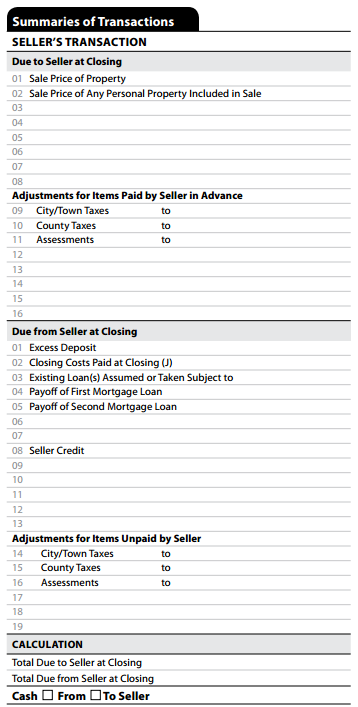 Summaries of Transactions
SELLER'S TRANSACTION
Due to Seller at Closing
01 Sale Price of Property
02 Sale Price of Any Personal Property Included in Sale
03
04
05
06
07
08
Adjustments for Items Paid by Seller in Advance
09 City/Town Taxes to
10 County Taxes to
11 Assessments to
12
13
14
15
16
Due from Seller at Closing
01 Excess Deposit
02 Closing Costs Paid at Closing (J)
03 Existing Loan(s) Assumed or Taken Subject to
04 Payoff of First Mortgage Loan
05 Payoff of Second Mortgage Loan
06
07
08 Seller Credit
09
10
11
12
13
Adjustments for Items Unpaid by Seller
14 City/Town Taxes to
15 County Taxes to
16 Assessments to
17
18
19
CALCULATION
Total Due to Seller at Closing
Total Due from Seller at Closing
Cash ☐ From ☐ To Seller